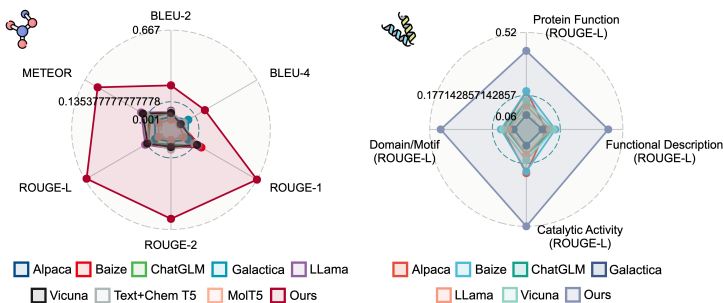 BLEU-2
0.667
METEOR
BLEU-4
0.1353777777777778
0.001
ROUGE-L
ROUGE-1
ROUGE-2
Alpaca Baize ChatGLM Galactica LLama
Vicuna Text+Chem T5 MolT5 Ours
0.52
Protein Function
(ROUGE-L)
0.177142857142857
0.06
Domain/Motif
(ROUGE-L)
Functional Description
(ROUGE-L)
Catalytic Activity
(ROUGE-L)
Alpaca Baize ChatGLM Galactica
LLama Vicuna Ours